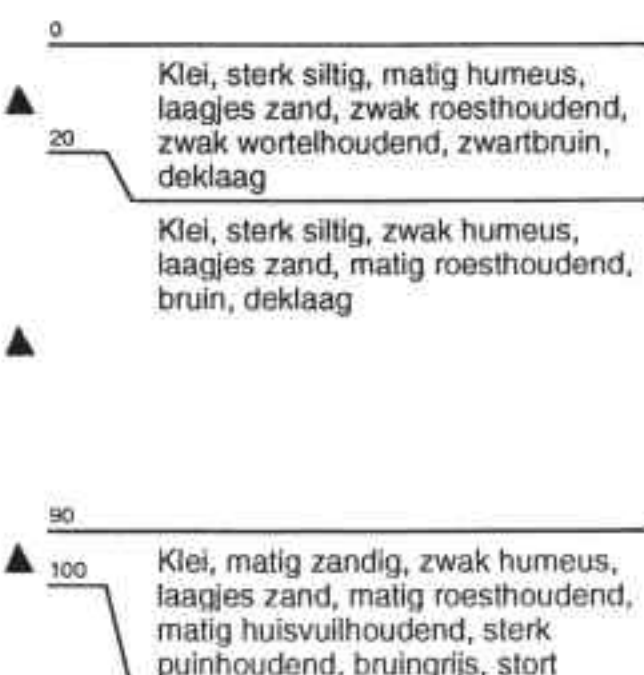 0
Klei, sterk siltig, matig humeus,
laagjes zand, zwak roesthoudend,
20
zwak wortelhoudend, zwartbruin,
deklaag
Klei, sterk siltig, zwak humeus,
laagjes zand, matig roesthoudend,
bruin, deklaag
90
Klei, matig zandig, zwak humeus,
100
laagjes zand, matig roesthoudend,
matig huisvuilhoudend, sterk
puinhoudend, bruingrijs, stort